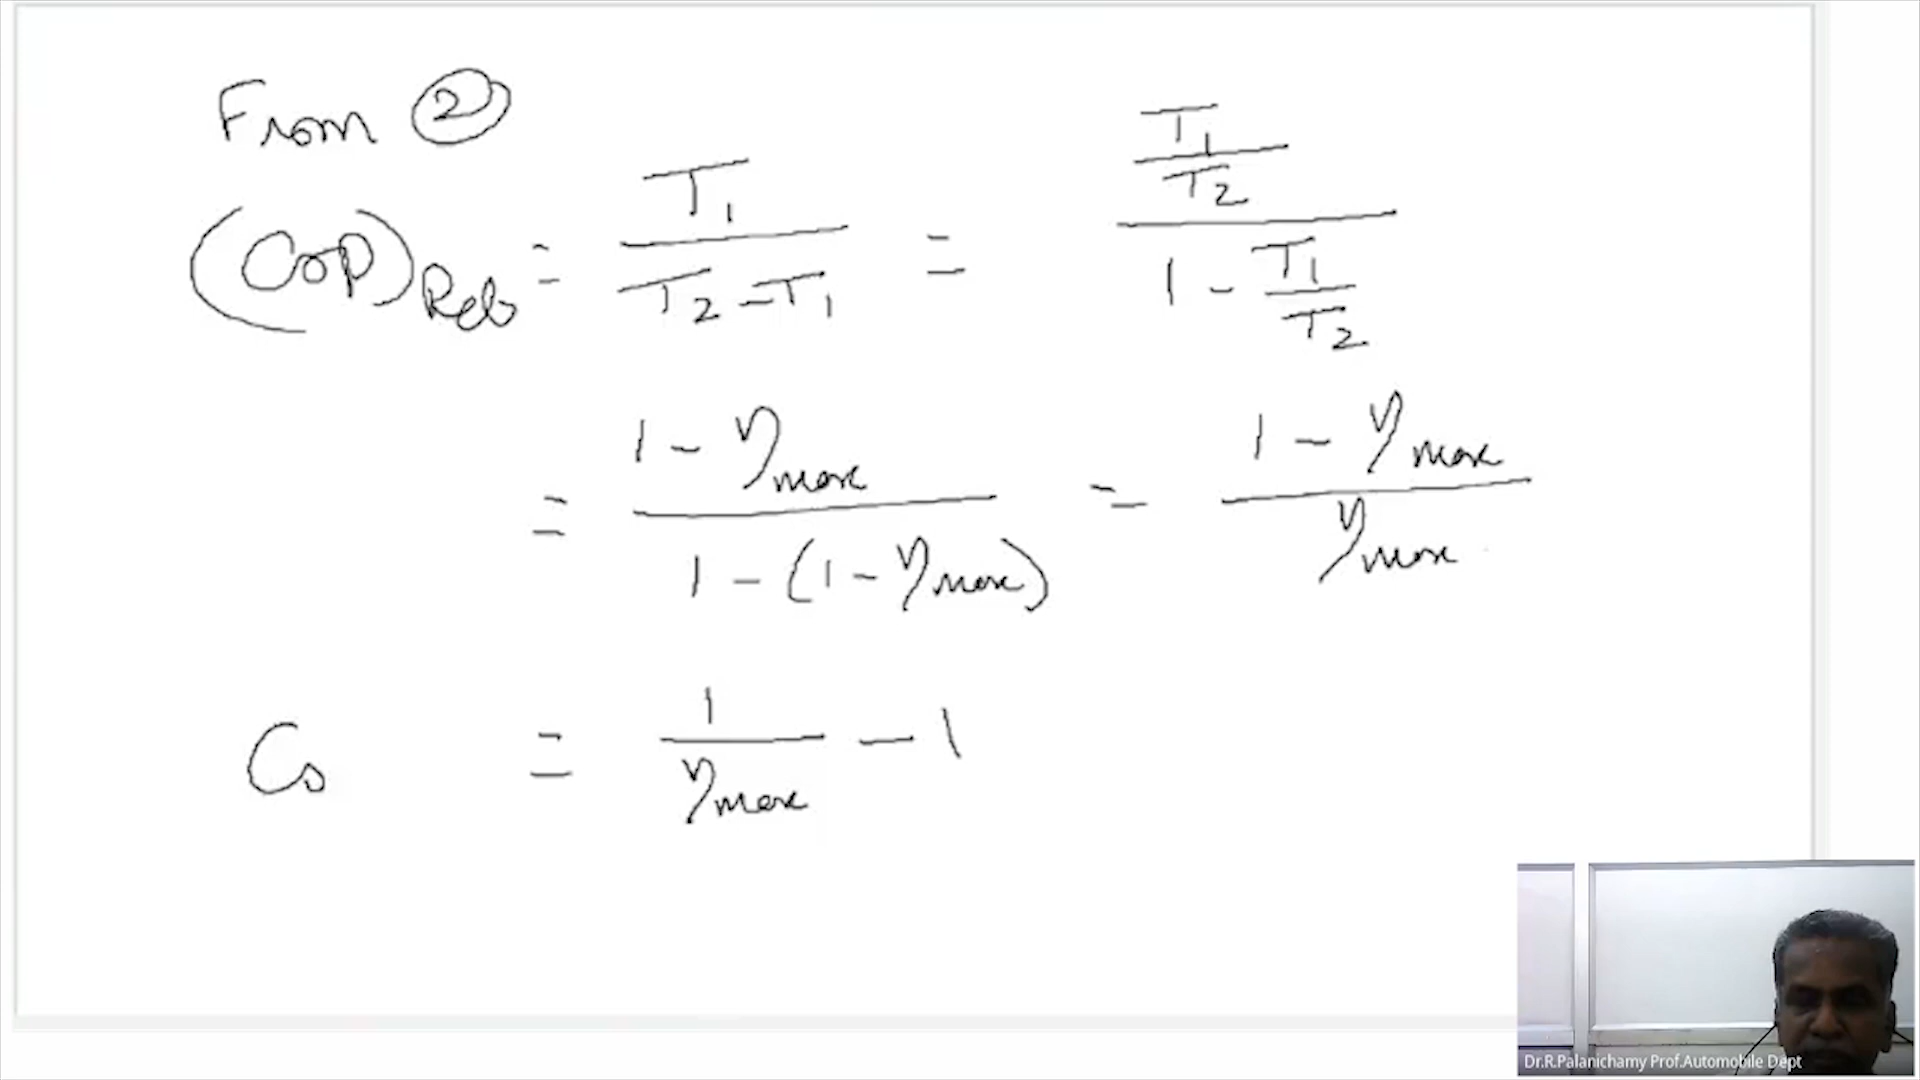 From ②
(COP)Ref = T₁ / (T₂ - T₁) = (T₁/T₂) / (1 - T₁/T₂)
= (1 - ηmax) / (1 - (1 - ηmax)) = (1 - ηmax) / ηmax
= 1/ηmax - 1
Dr.R.Palanichamy Prof.Automobile Dept